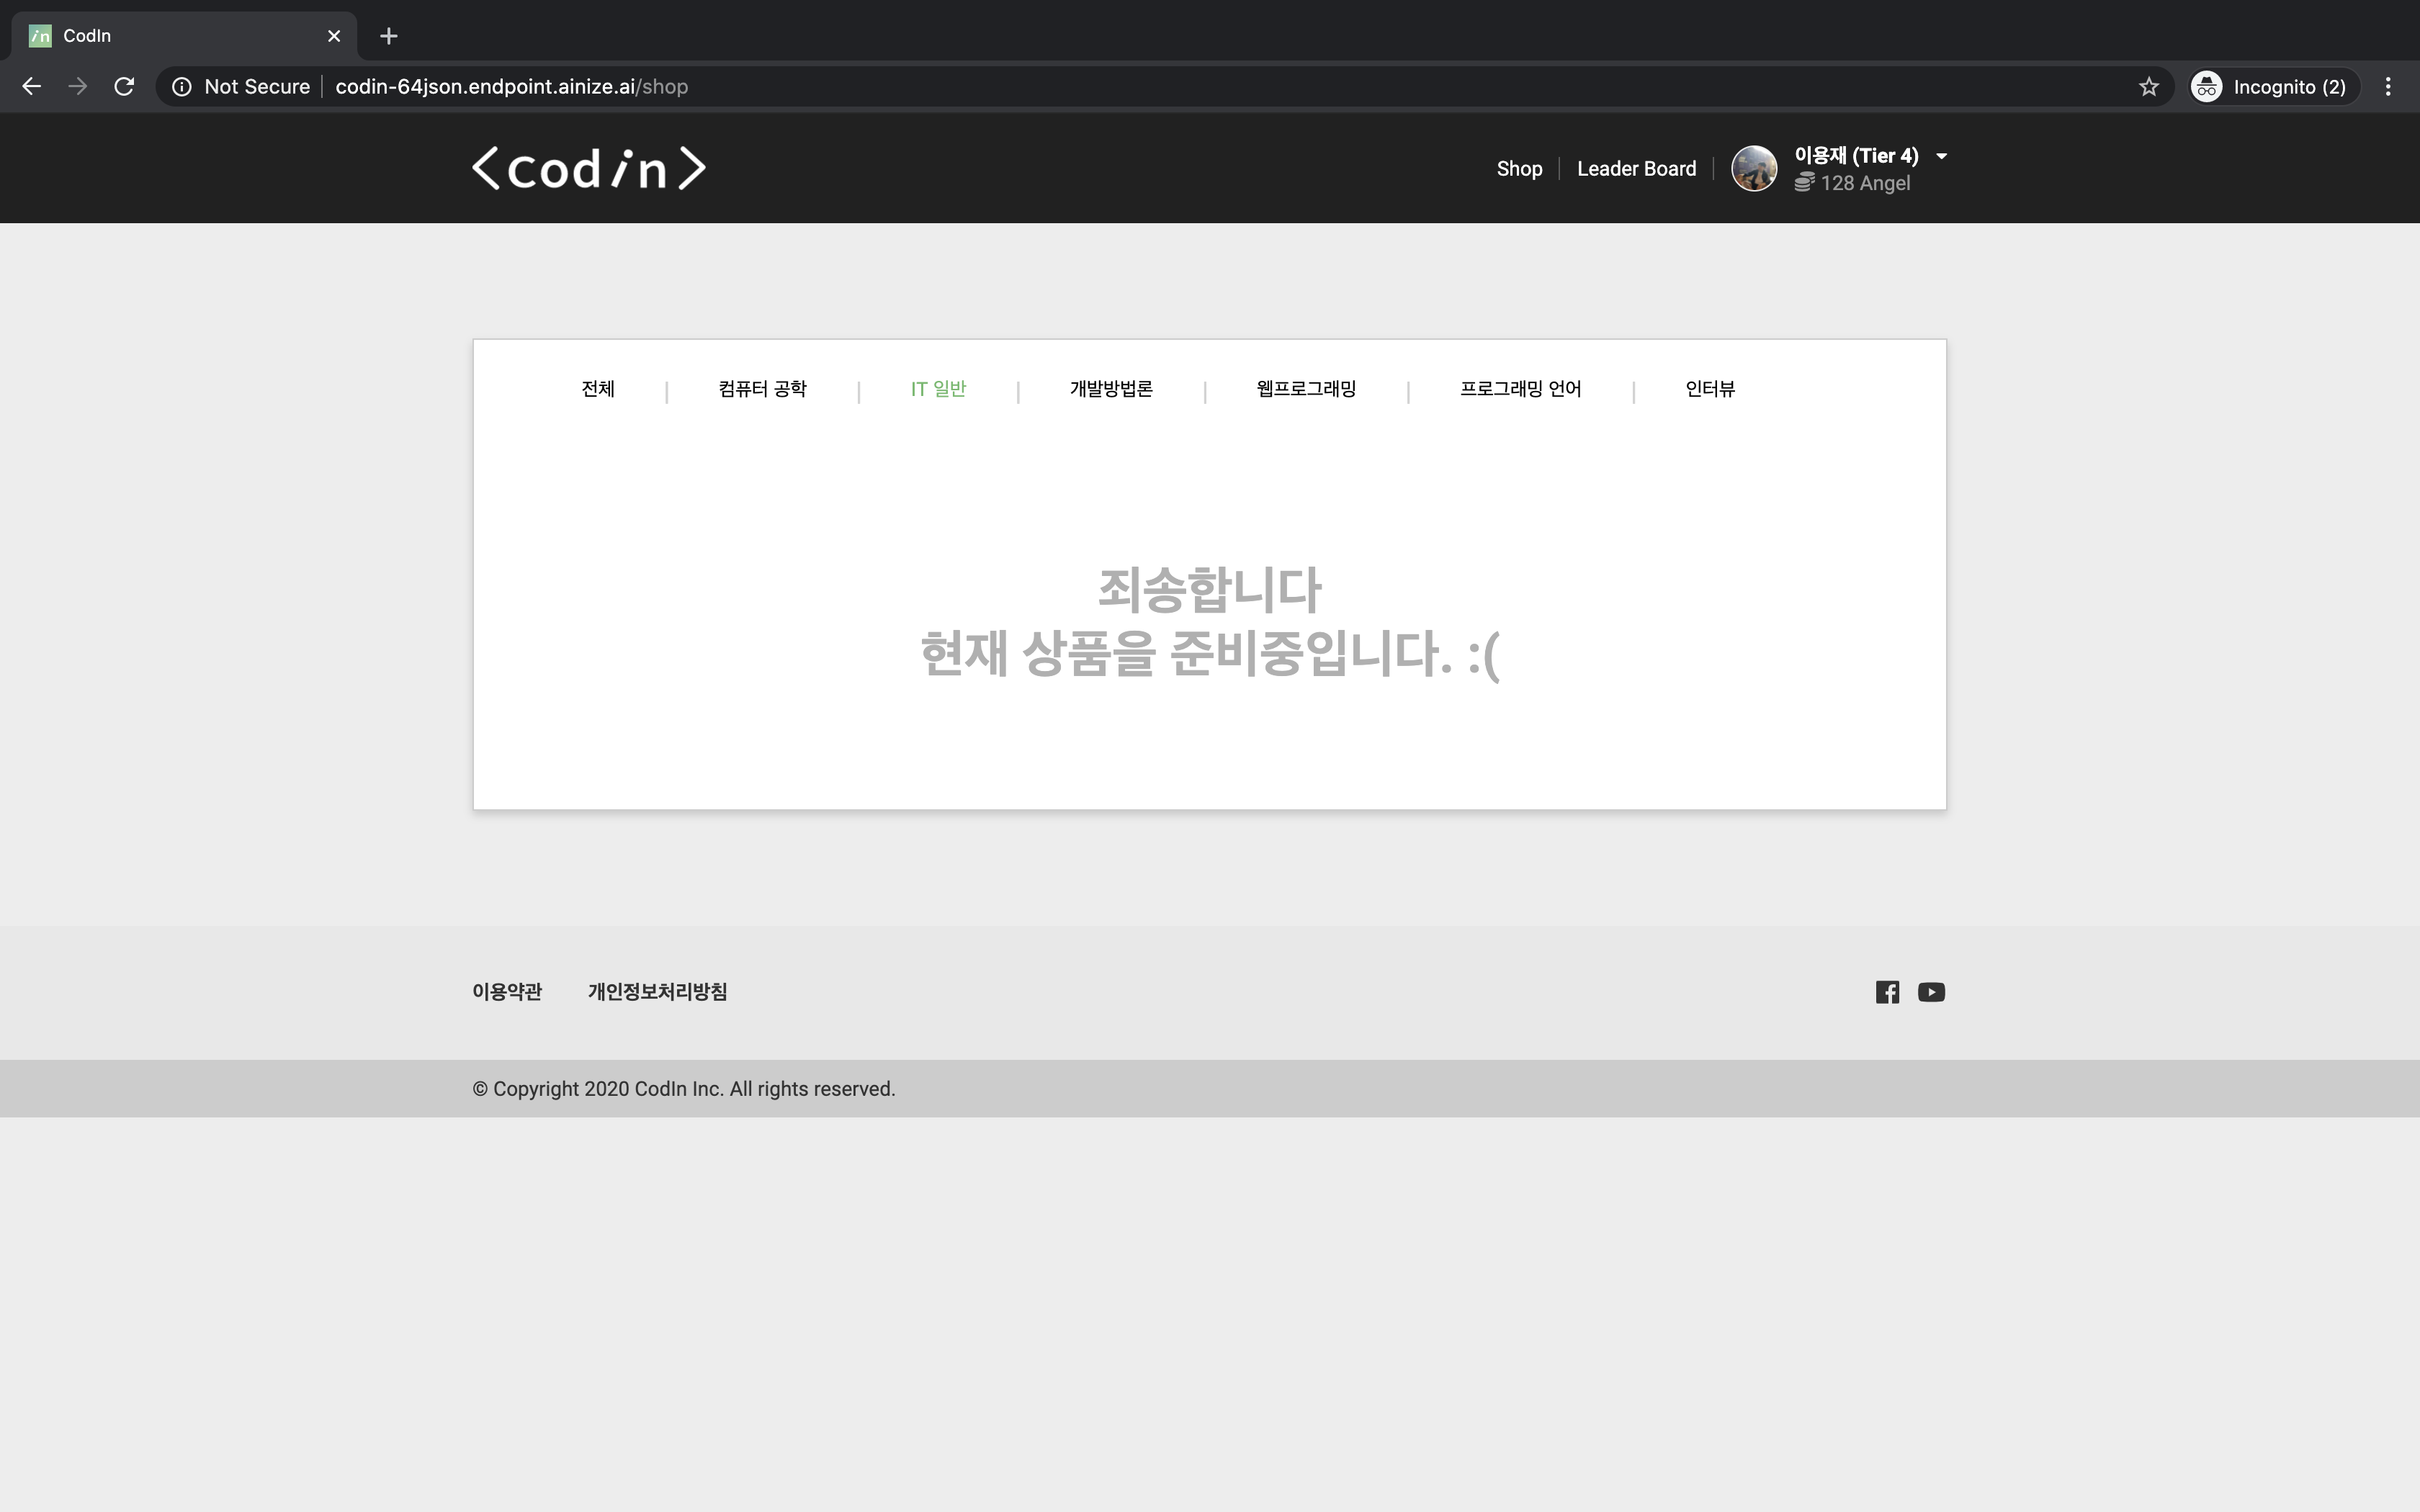 CodIn
Not Secure codin-64json.endpoint.ainize.ai/shop Incognito (2)
<codin> Shop Leader Board 이용재 (Tier 4)
128 Angel
전체 | 컴퓨터 공학 | IT 일반 | 개발방법론 | 웹프로그래밍 | 프로그래밍 언어 | 인터뷰
죄송합니다
현재 상품을 준비중입니다. :(
이용약관 개인정보처리방침
© Copyright 2020 CodIn Inc. All rights reserved.